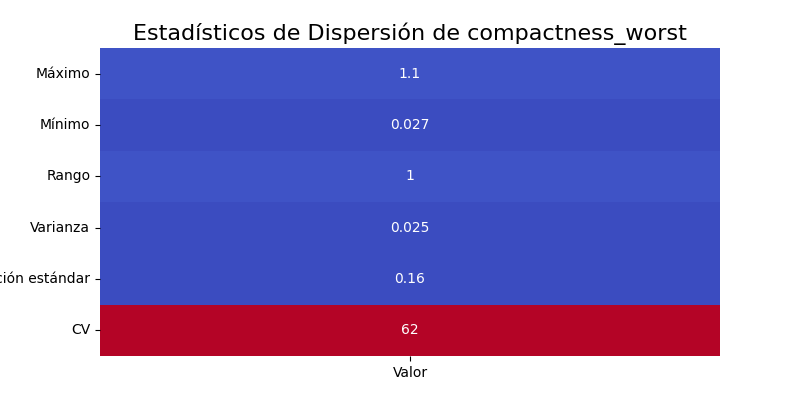 Estadísticos de Dispersión de compactness_worst
Máximo 1.1
Mínimo 0.027
Rango 1
Varianza 0.025
ción estándar 0.16
CV 62
Valor